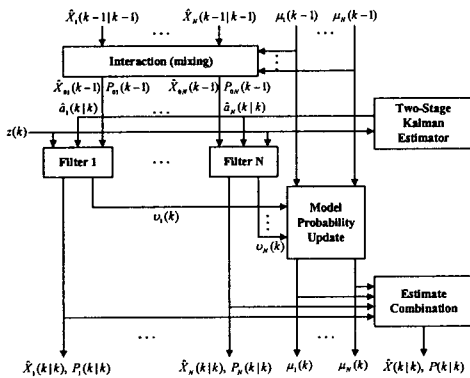 X̂₁(k−1|k−1) ... X̂_N(k−1|k−1) μ₁(k−1) ... μ_N(k−1)
Interaction (mixing)
X̂₀₁(k−1) P₀₁(k−1) ... X̂₀N(k−1) P₀N(k−1)
â₁(k|k) â_N(k|k)
Two-Stage
Kalman
Estimator
z(k)
Filter 1 ... Filter N
υ₁(k)
υ_N(k)
Model
Probability
Update
Estimate
Combination
X̂₁(k|k), P₁(k|k) ... X̂_N(k|k), P_N(k|k) μ₁(k) ... μ_N(k) X̂(k|k), P(k|k)